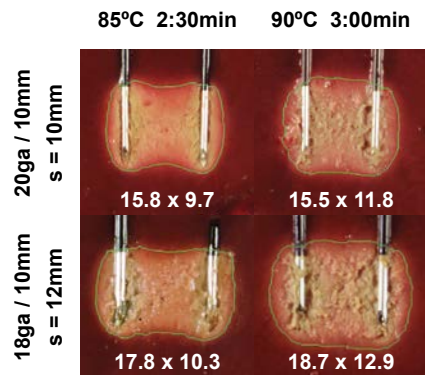 85ºC 2:30min
90ºC 3:00min
20ga / 10mm
s = 10mm
15.8 x 9.7
15.5 x 11.8
18ga / 10mm
s = 12mm
17.8 x 10.3
18.7 x 12.9